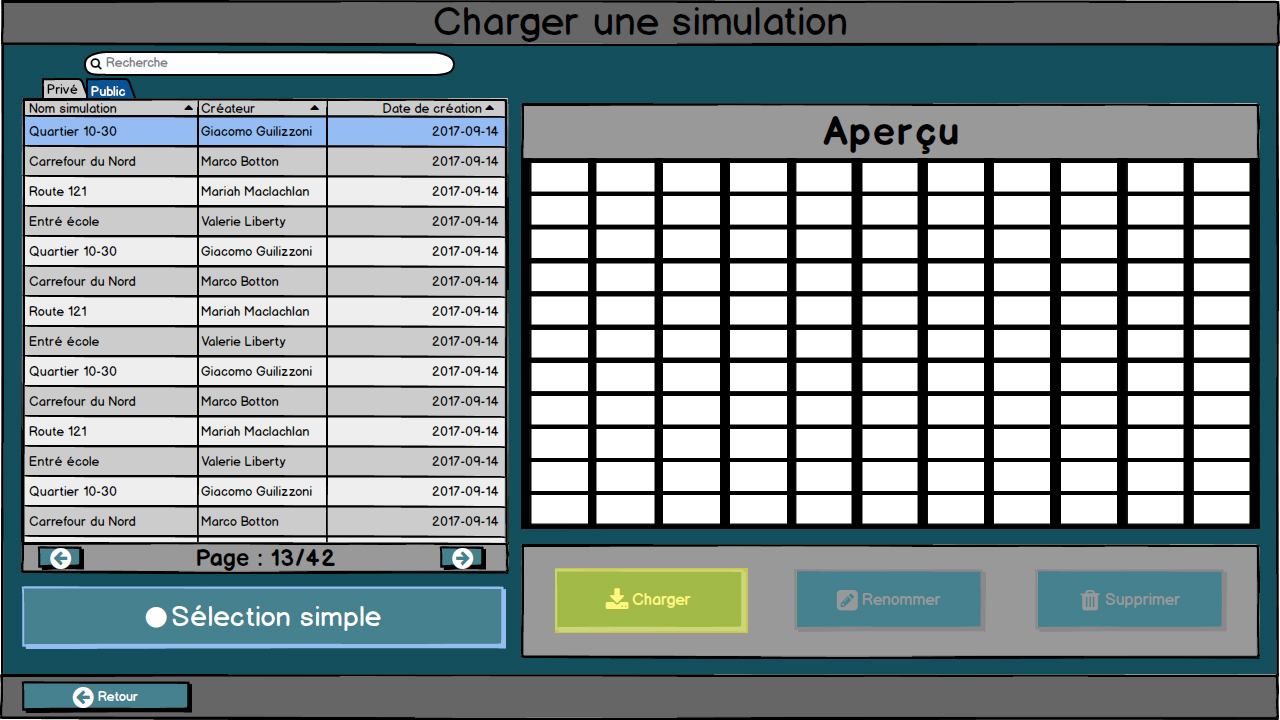 Charger une simulation
Recherche
Privé Public
Nom simulation Créateur Date de création
Quartier 10-30 Giacomo Guilizzoni 2017-09-14
Carrefour du Nord Marco Botton 2017-09-14
Route 121 Mariah Maclachlan 2017-09-14
Entré école Valerie Liberty 2017-09-14
Quartier 10-30 Giacomo Guilizzoni 2017-09-14
Carrefour du Nord Marco Botton 2017-09-14
Route 121 Mariah Maclachlan 2017-09-14
Entré école Valerie Liberty 2017-09-14
Quartier 10-30 Giacomo Guilizzoni 2017-09-14
Carrefour du Nord Marco Botton 2017-09-14
Route 121 Mariah Maclachlan 2017-09-14
Entré école Valerie Liberty 2017-09-14
Quartier 10-30 Giacomo Guilizzoni 2017-09-14
Carrefour du Nord Marco Botton 2017-09-14
Page : 13/42
Sélection simple
Aperçu
Charger Renommer Supprimer
Retour